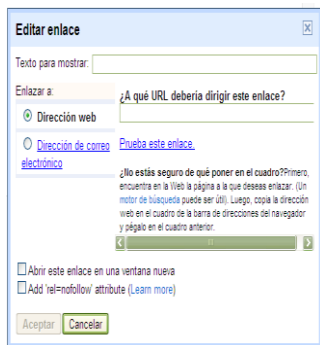 Editar enlace
Texto para mostrar:
Enlazar a:
Dirección web
Dirección de correo
electrónico
¿A qué URL debería dirigir este enlace?
Prueba este enlace.
¿No estás seguro de qué poner en el cuadro?Primero,
encuentra en la Web la página a la que deseas enlazar. (Un
motor de búsqueda puede ser útil). Luego, copia la dirección
web en el cuadro de la barra de direcciones del navegador
y pégalo en el cuadro anterior.
Abrir este enlace en una ventana nueva
Add 'rel=nofollow' attribute (Learn more)
Aceptar Cancelar